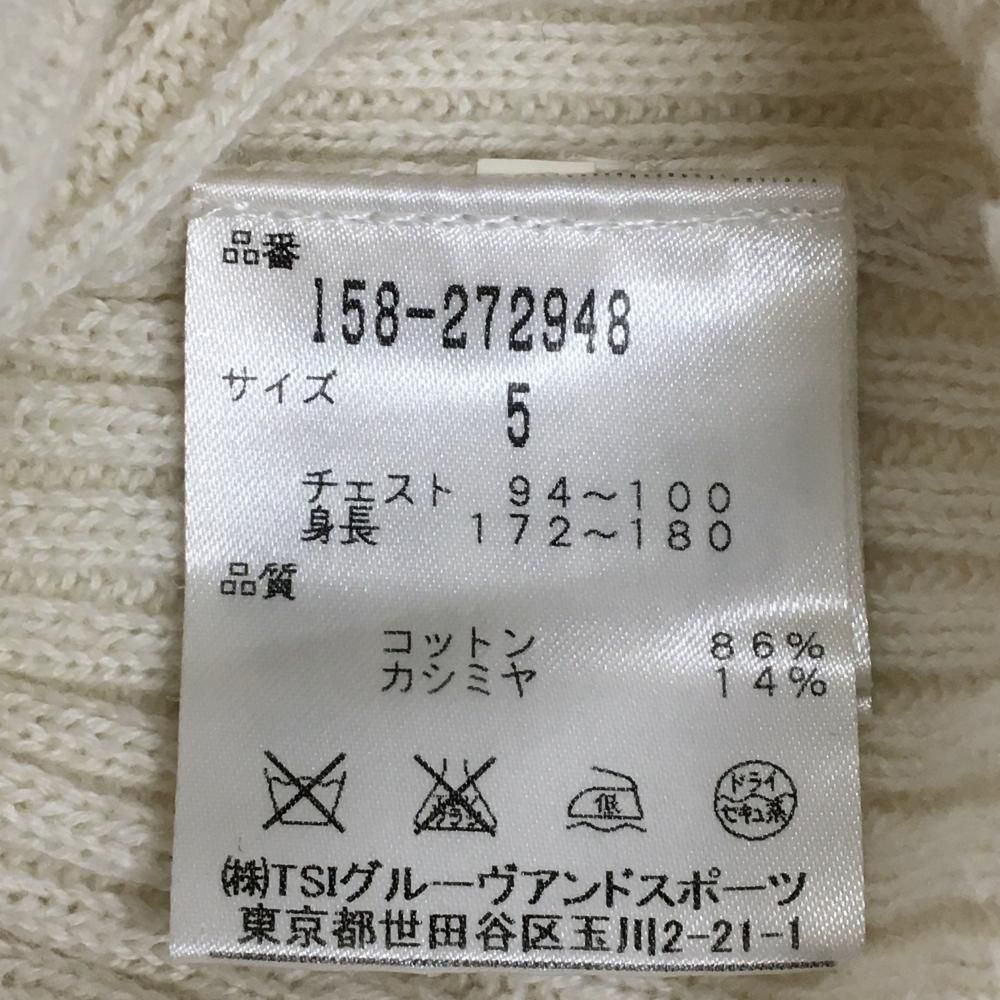 品番
158-272948
サイズ
5
チェスト 94～100
身長 172～180
品質
コットン 86%
カシミヤ 14%
低
ドライ
セキユ系
㈱TSIグルーヴアンドスポーツ
東京都世田谷区玉川2-21-1